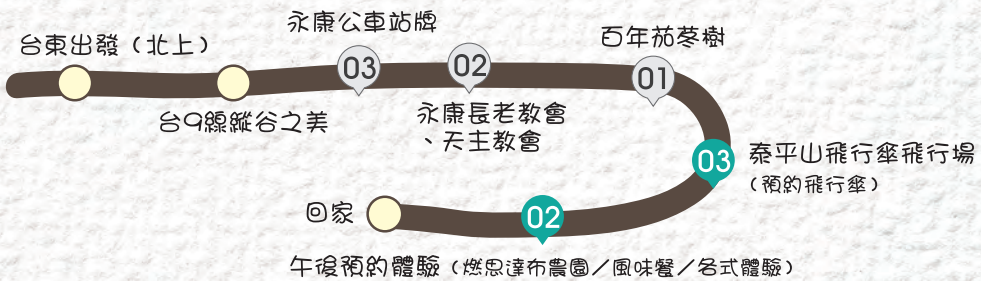 台東出發（北上）
台9線縱谷之美
永康公車站牌
03
02
永康長老教會
、天主教會
百年茄苳樹
01
03
泰平山飛行傘飛行場
（預約飛行傘）
02
午後預約體驗（燃思達布農園／風味餐／各式體驗）
回家